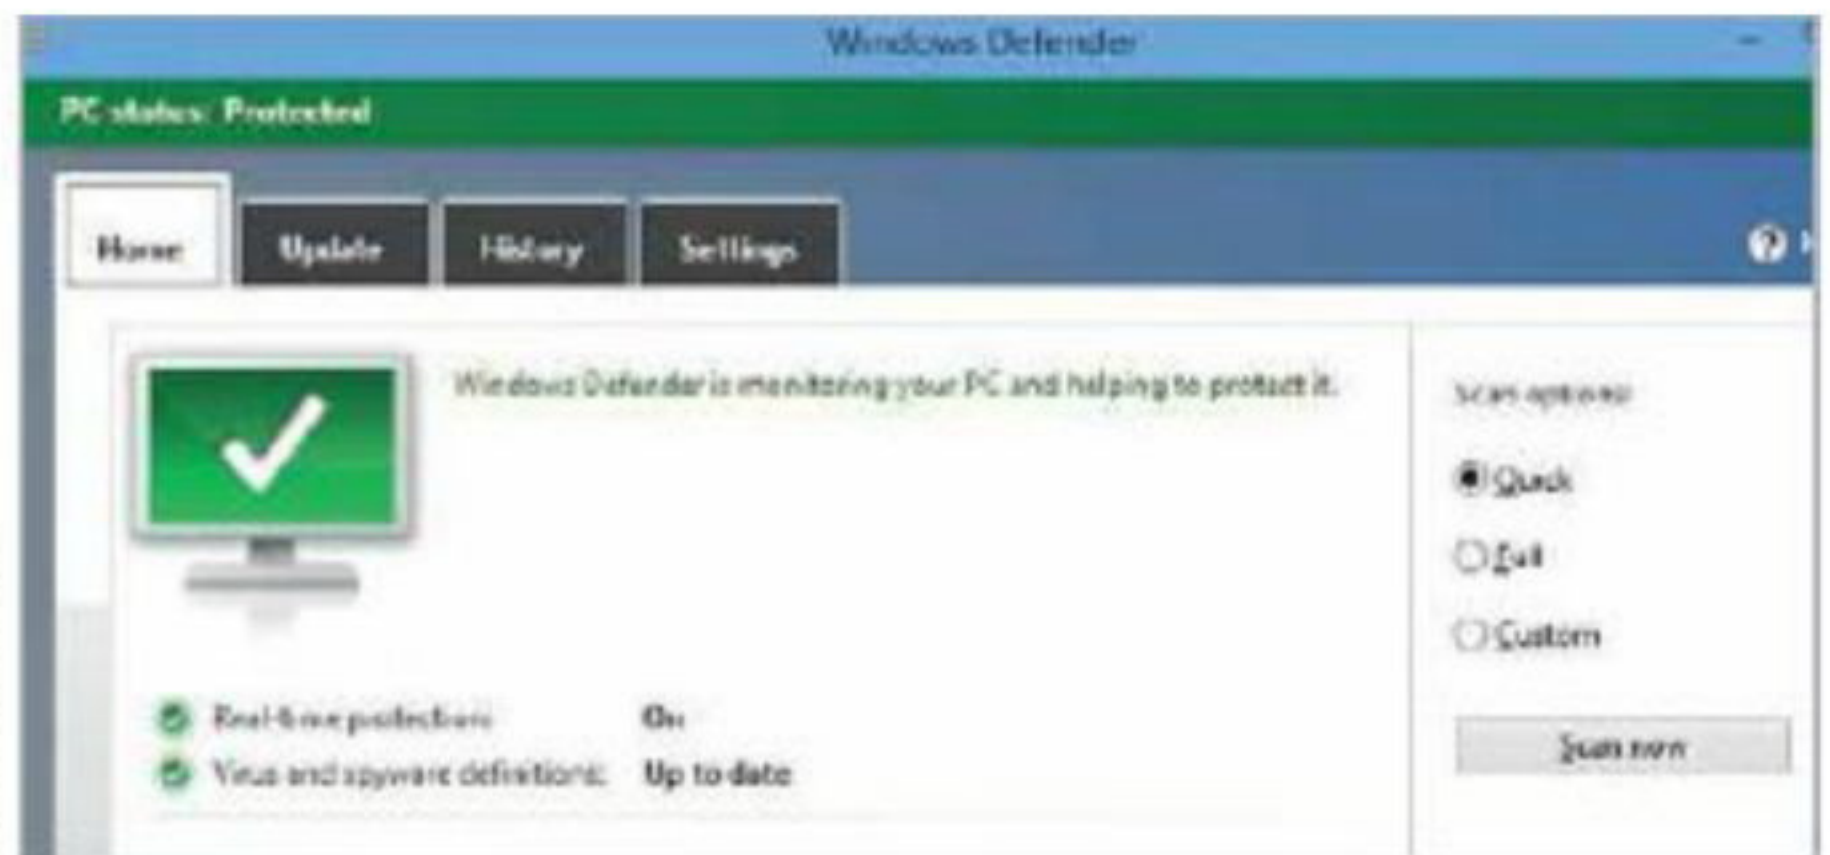 Windows Defender
PC status: Protected
Home
Update
History
Settings
Windows Defender is monitoring your PC and helping to protect it.
Scan options:
Quick
Full
Custom
Real-time protection: On
Virus and spyware definitions: Up to date
Scan now